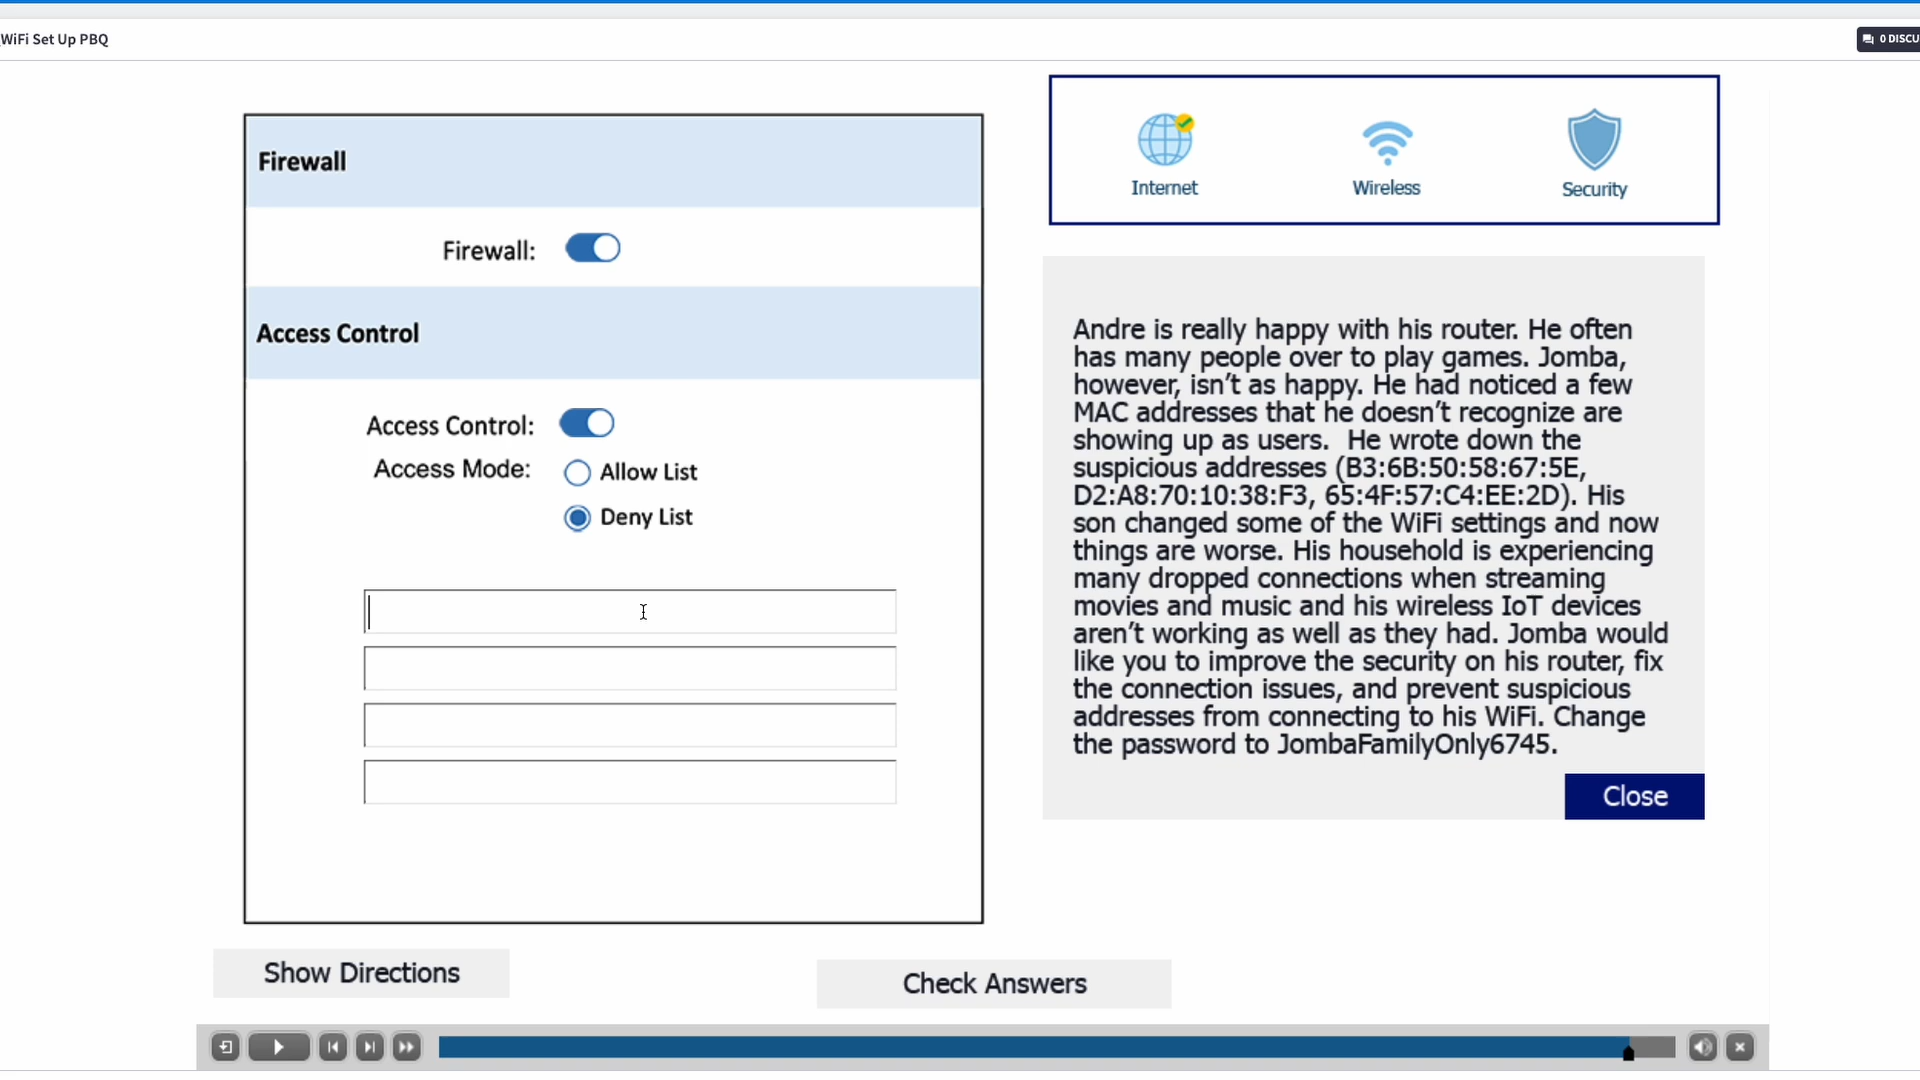 WiFi Set Up PBQ
0 DISCU
Firewall
Firewall:
Access Control
Access Control:
Access Mode:
Allow List
Deny List
Internet
Wireless
Security
Andre is really happy with his router. He often
has many people over to play games. Jomba,
however, isn't as happy. He had noticed a few
MAC addresses that he doesn't recognize are
showing up as users.  He wrote down the
suspicious addresses (B3:6B:50:58:67:5E,
D2:A8:70:10:38:F3, 65:4F:57:C4:EE:2D). His
son changed some of the WiFi settings and now
things are worse. His household is experiencing
many dropped connections when streaming
movies and music and his wireless IoT devices
aren't working as well as they had. Jomba would
like you to improve the security on his router, fix
the connection issues, and prevent suspicious
addresses from connecting to his WiFi. Change
the password to JombaFamilyOnly6745.
Close
Show Directions
Check Answers